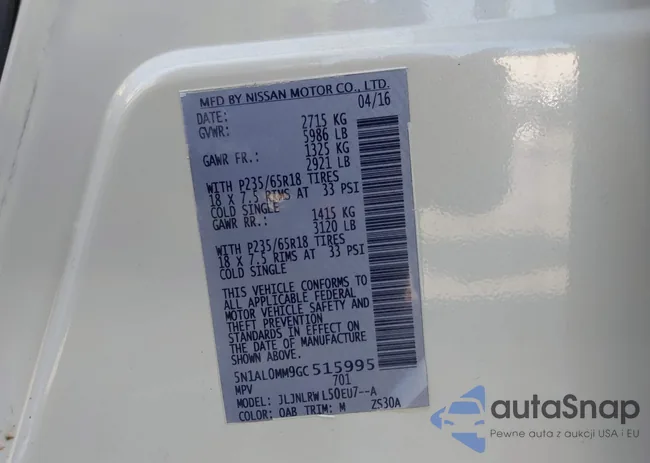 MFD BY NISSAN MOTOR CO., LTD.
DATE: 04/16
GVWR: 2715 KG
5986 LB
GAWR FR.: 1325 KG
2921 LB
WITH P235/65R18 TIRES
18 X 7.5 RIMS AT 33 PSI
COLD SINGLE
GAWR RR.: 1415 KG
3120 LB
WITH P235/65R18 TIRES
18 X 7.5 RIMS AT 33 PSI
COLD SINGLE
THIS VEHICLE CONFORMS TO
ALL APPLICABLE FEDERAL
MOTOR VEHICLE SAFETY AND
THEFT PREVENTION
STANDARDS IN EFFECT ON
THE DATE OF MANUFACTURE
SHOWN ABOVE.
5N1AL0MM9GC515995
MPV 701
MODEL: JLJNLRWL50EU7--A
COLOR: QAB TRIM: M Z530A
autoSnap
Pewne auta z aukcji USA i EU